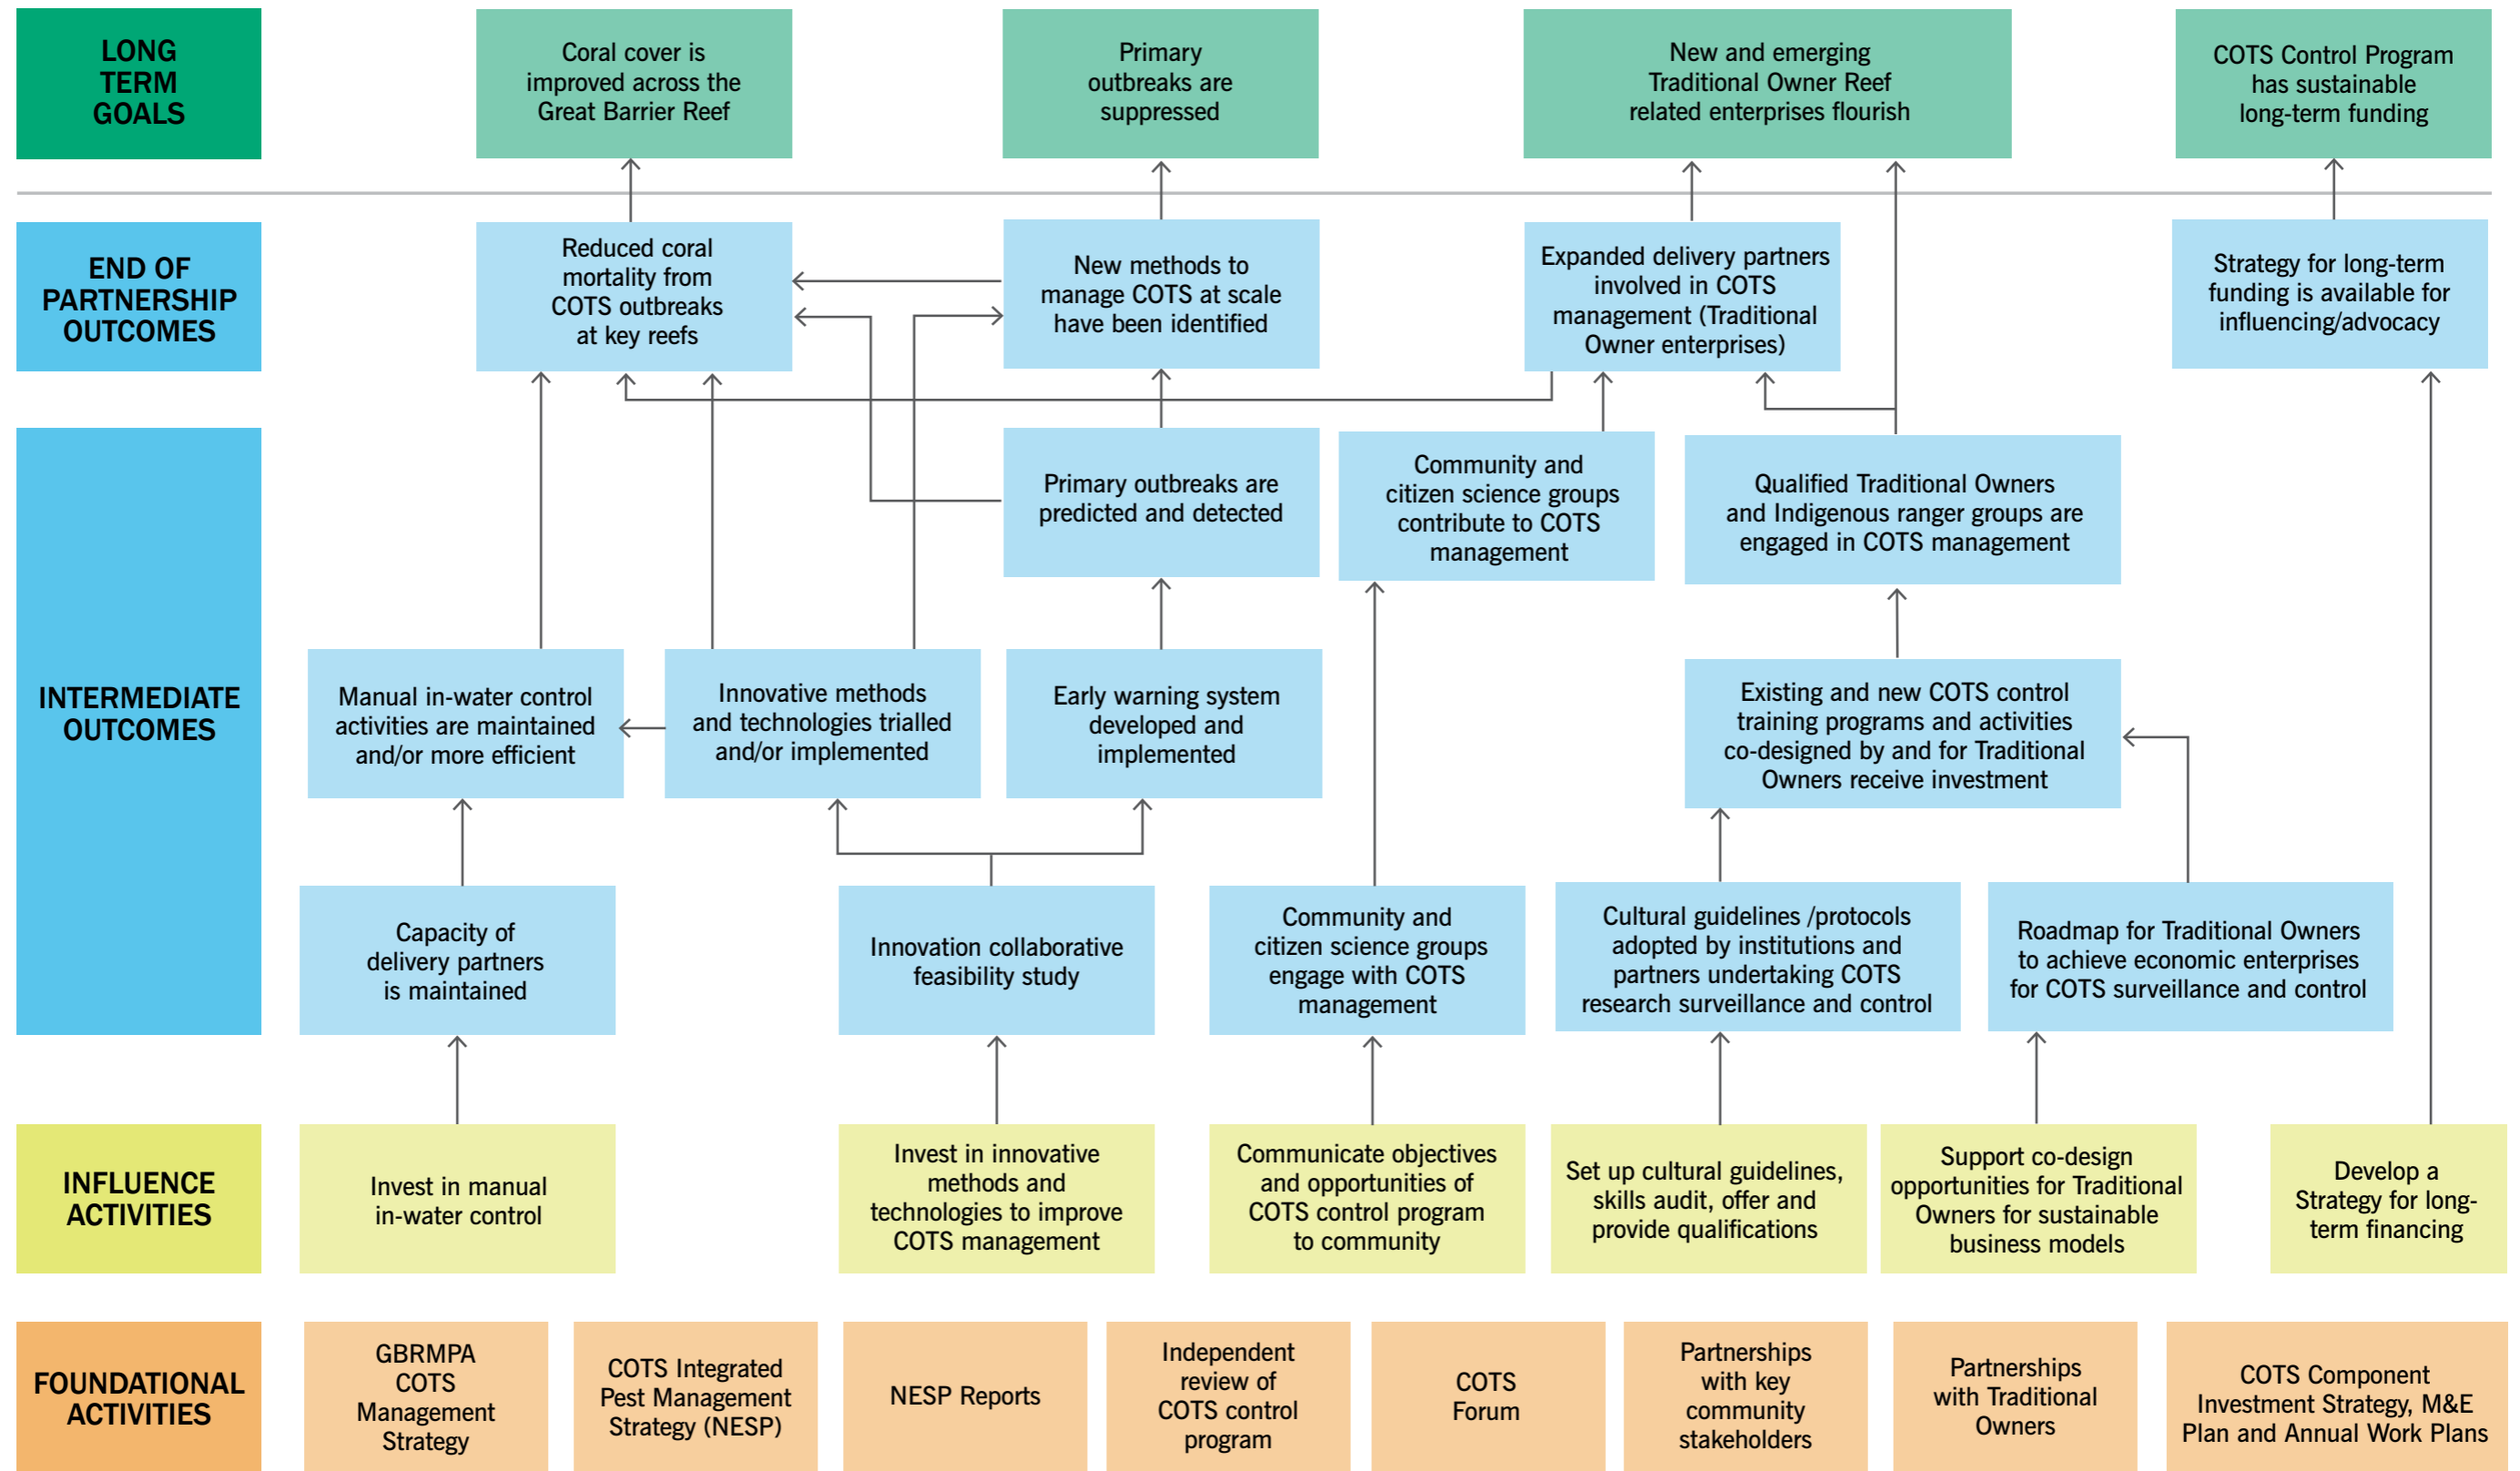 LONG
TERM
GOALS
Coral cover is
improved across the
Great Barrier Reef
Primary
outbreaks are
suppressed
New and emerging
Traditional Owner Reef
related enterprises flourish
COTS Control Program
has sustainable
long-term funding
END OF
PARTNERSHIP
OUTCOMES
Reduced coral
mortality from
COTS outbreaks
at key reefs
New methods to
manage COTS at scale
have been identified
Expanded delivery partners
involved in COTS
management (Traditional
Owner enterprises)
Strategy for long-term
funding is available for
influencing/advocacy
INTERMEDIATE
OUTCOMES
Primary outbreaks are
predicted and detected
Community and
citizen science groups
contribute to COTS
management
Qualified Traditional Owners
and Indigenous ranger groups are
engaged in COTS management
Manual in-water control
activities are maintained
and/or more efficient
Innovative methods
and technologies trialled
and/or implemented
Early warning system
developed and
implemented
Existing and new COTS control
training programs and activities
co-designed by and for Traditional
Owners receive investment
Capacity of
delivery partners
is maintained
Innovation collaborative
feasibility study
Community and
citizen science groups
engage with COTS
management
Cultural guidelines /protocols
adopted by institutions and
partners undertaking COTS
research surveillance and control
Roadmap for Traditional Owners
to achieve economic enterprises
for COTS surveillance and control
INFLUENCE
ACTIVITIES
Invest in manual
in-water control
Invest in innovative
methods and
technologies to improve
COTS management
Communicate objectives
and opportunities of
COTS control program
to community
Set up cultural guidelines,
skills audit, offer and
provide qualifications
Support co-design
opportunities for Traditional
Owners for sustainable
business models
Develop a
Strategy for long-
term financing
FOUNDATIONAL
ACTIVITIES
GBRMPA
COTS
Management
Strategy
COTS Integrated
Pest Management
Strategy (NESP)
NESP Reports
Independent
review of
COTS control
program
COTS
Forum
Partnerships
with key
community
stakeholders
Partnerships
with Traditional
Owners
COTS Component
Investment Strategy, M&E
Plan and Annual Work Plans